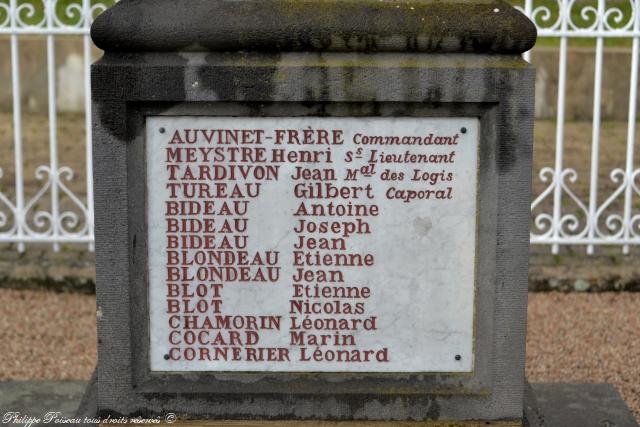 AUVINET-FRÈRE Commandant
MEYSTRE Henri Ss Lieutenant
TARDIVON Jean Mal des Logis
TUREAU Gilbert Caporal
BIDEAU Antoine
BIDEAU Joseph
BIDEAU Jean
BLONDEAU Etienne
BLONDEAU Jean
BLOT Etienne
BLOT Nicolas
CHAMORIN Léonard
COCARD Marin
CORNERIER Léonard
Philippe Poiseau droits réservés ©